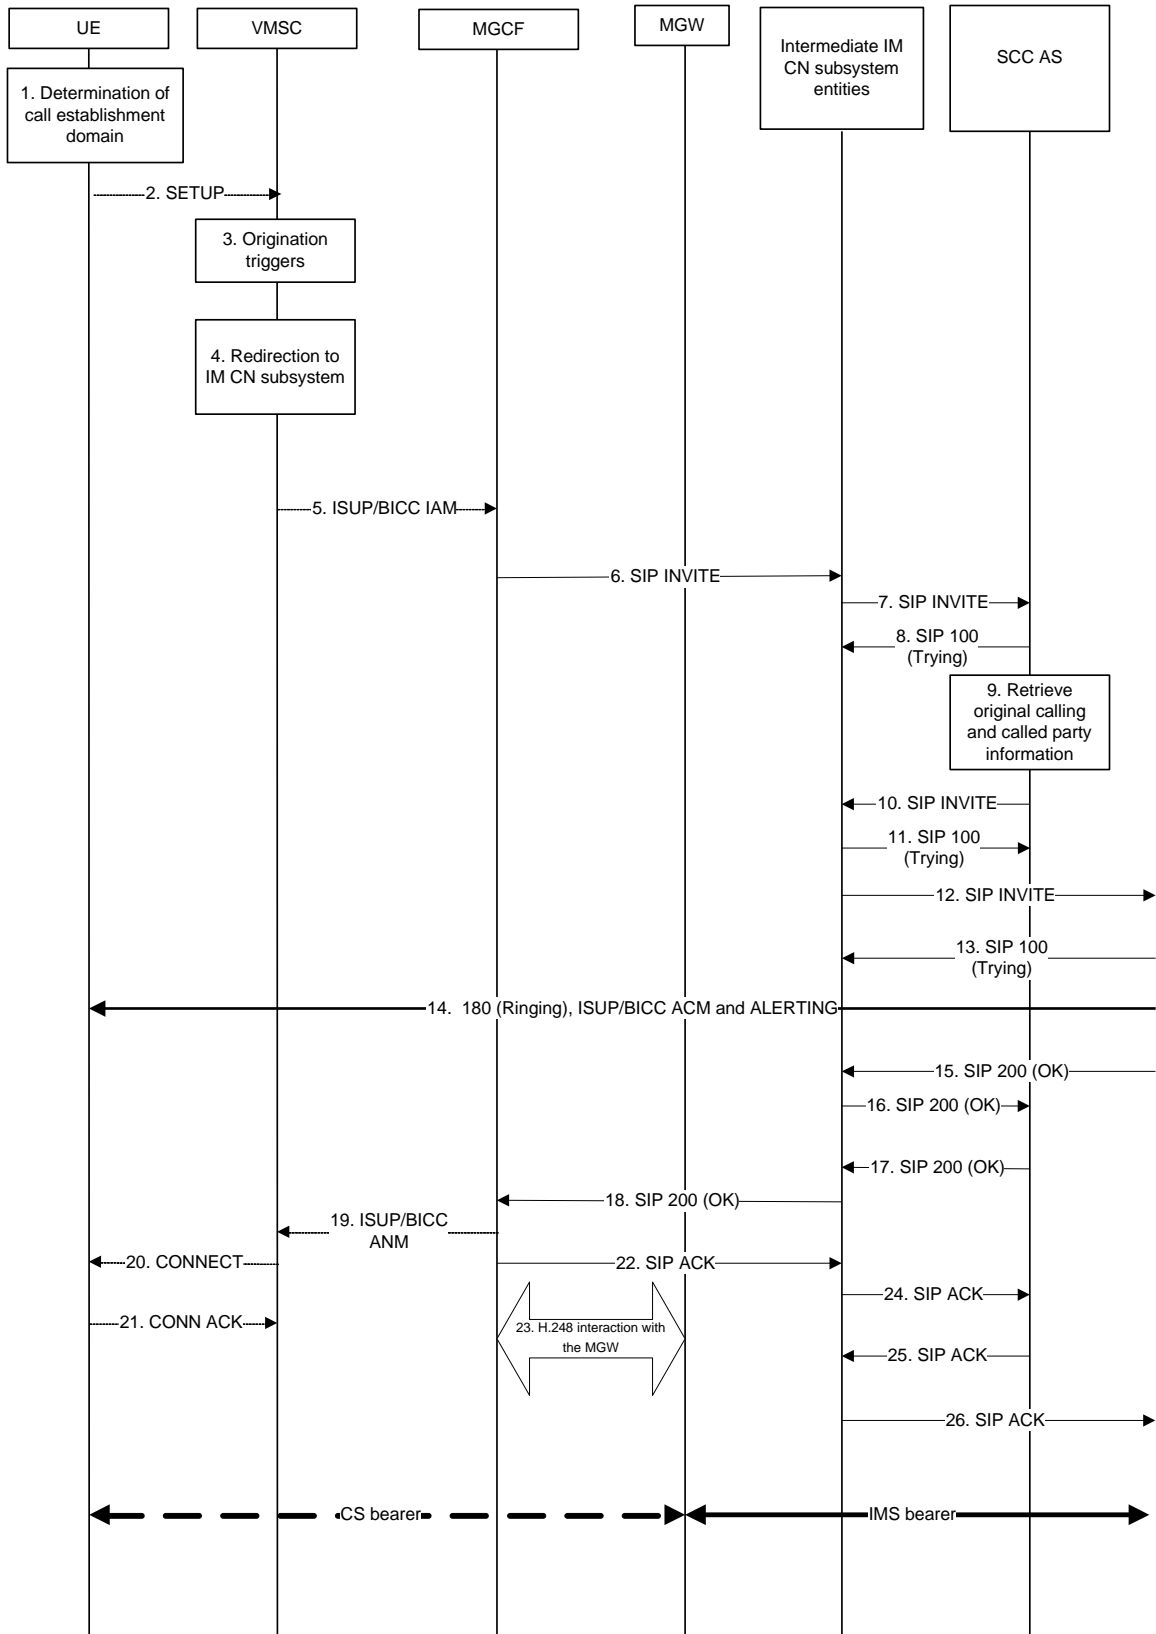 UE
VMSC
MGCF
MGW
Intermediate IM
CN subsystem
entities
SCC AS
1. Determination of
call establishment
domain
2. SETUP
3. Origination
triggers
4. Redirection to
IM CN subsystem
5. ISUP/BICC IAM
6. SIP INVITE
7. SIP INVITE
8. SIP 100
(Trying)
9. Retrieve
original calling
and called party
information
10. SIP INVITE
11. SIP 100
(Trying)
12. SIP INVITE
13. SIP 100
(Trying)
14. 180 (Ringing), ISUP/BICC ACM and ALERTING
15. SIP 200 (OK)
16. SIP 200 (OK)
17. SIP 200 (OK)
18. SIP 200 (OK)
19. ISUP/BICC
ANM
20. CONNECT
22. SIP ACK
24. SIP ACK
21. CONN ACK
23. H.248 interaction with
the MGW
25. SIP ACK
26. SIP ACK
CS bearer
IMS bearer